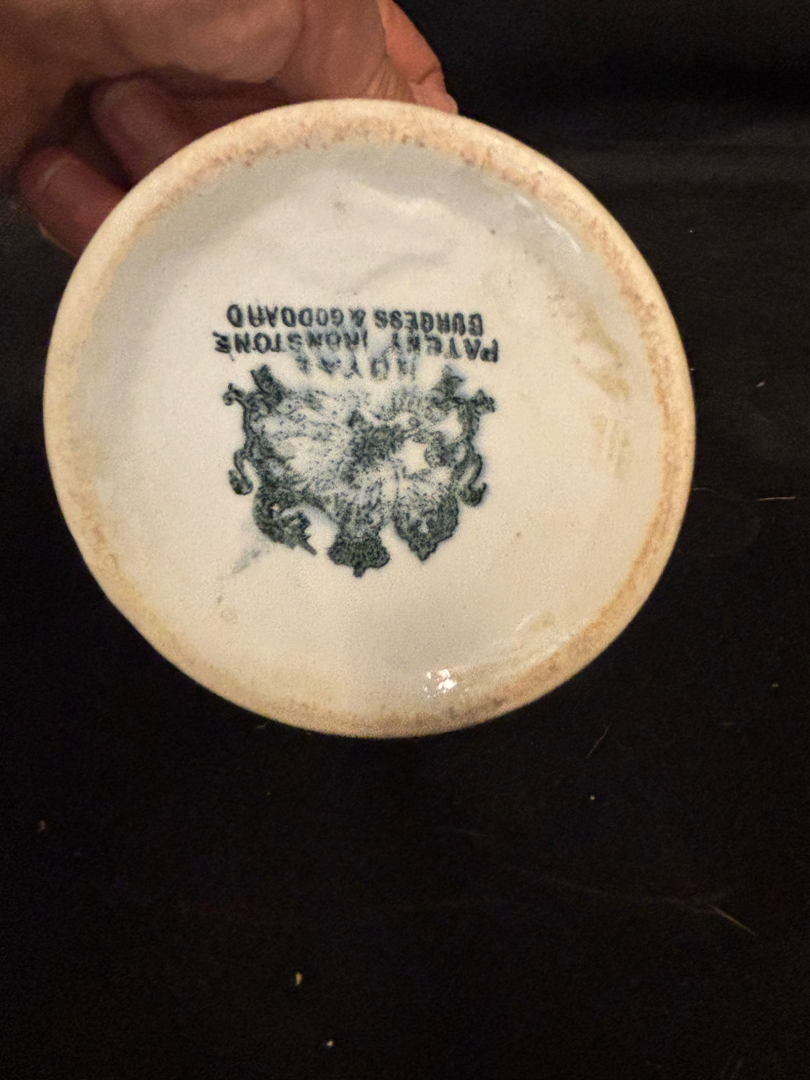 ROYAL
PATENT IRONSTONE
BURGESS & GODDARD